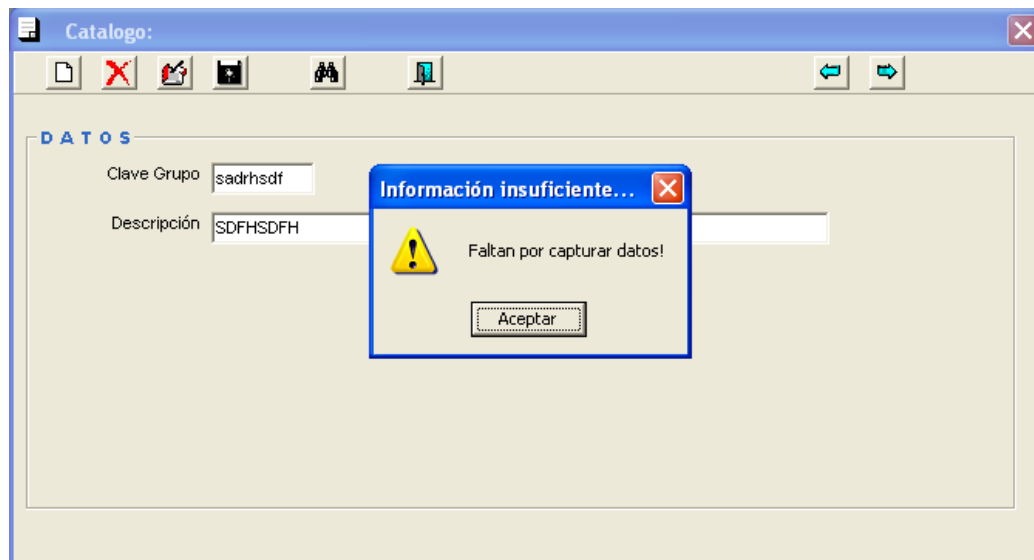 Catalogo:
DATOS
Clave Grupo sadrhsdf
Descripción SDFHSDFH
Información insuficiente...
Faltan por capturar datos!
Aceptar